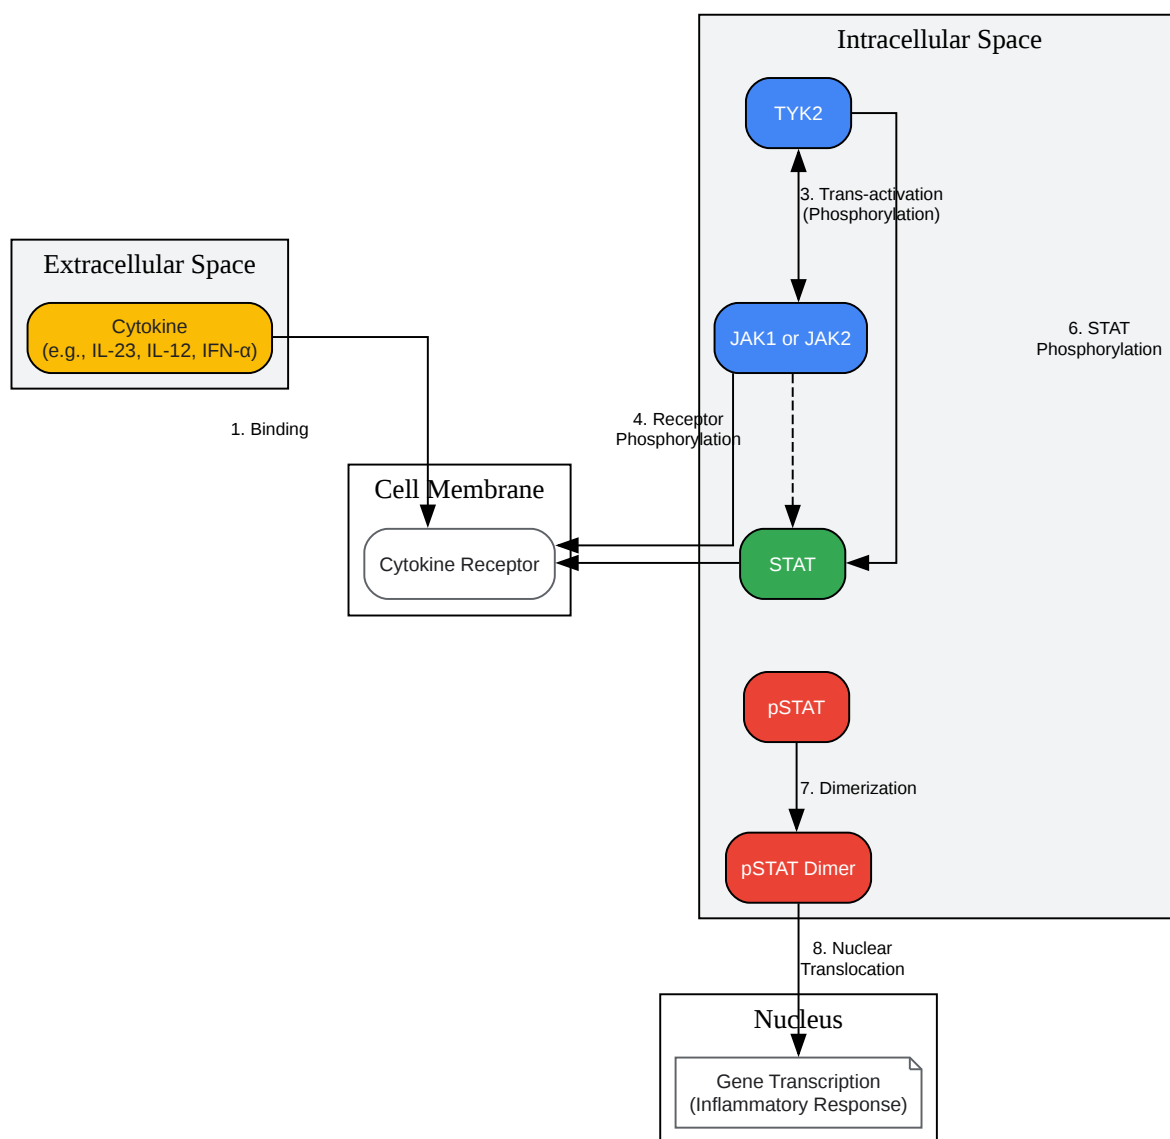 Intracellular Space
TYK2
3. Trans-activation
(Phosphorylation)
Extracellular Space
Cytokine
(e.g., IL-23, IL-12, IFN-α)
JAK1 or JAK2
6. STAT
Phosphorylation
1. Binding
4. Receptor
Phosphorylation
Cell Membrane
Cytokine Receptor
STAT
pSTAT
7. Dimerization
pSTAT Dimer
8. Nuclear
Translocation
Nucleus
Gene Transcription
(Inflammatory Response)